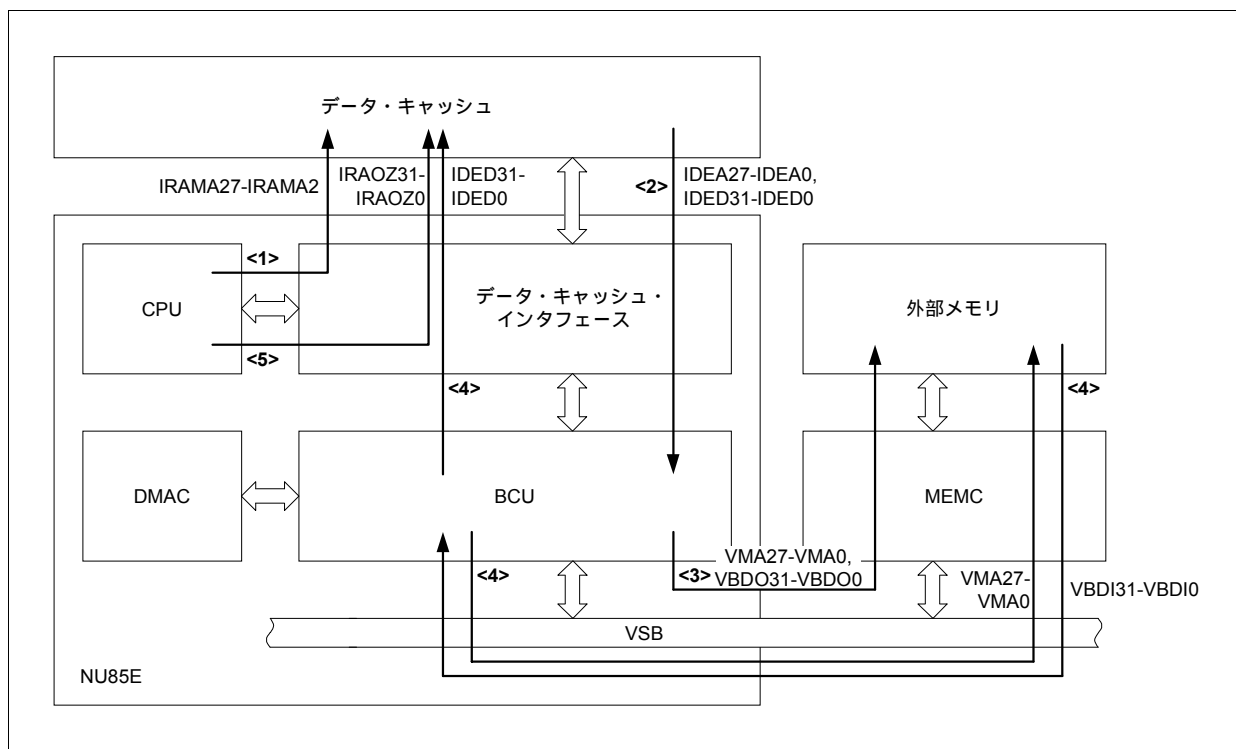 データ・キャッシュ
IRAMA27-IRAMA2
IRAOZ31-
IRAOZ0
IDED31-
IDED0
<2>
IDEA27-IDEA0,
IDED31-IDED0
<1>
CPU
<5>
データ・キャッシュ・
インタフェース
外部メモリ
<4>
<4>
DMAC
BCU
MEMC
<4>
<3>
VMA27-VMA0,
VBDO31-VBDO0
VMA27-
VMA0
VBDI31-VBDI0
VSB
NU85E